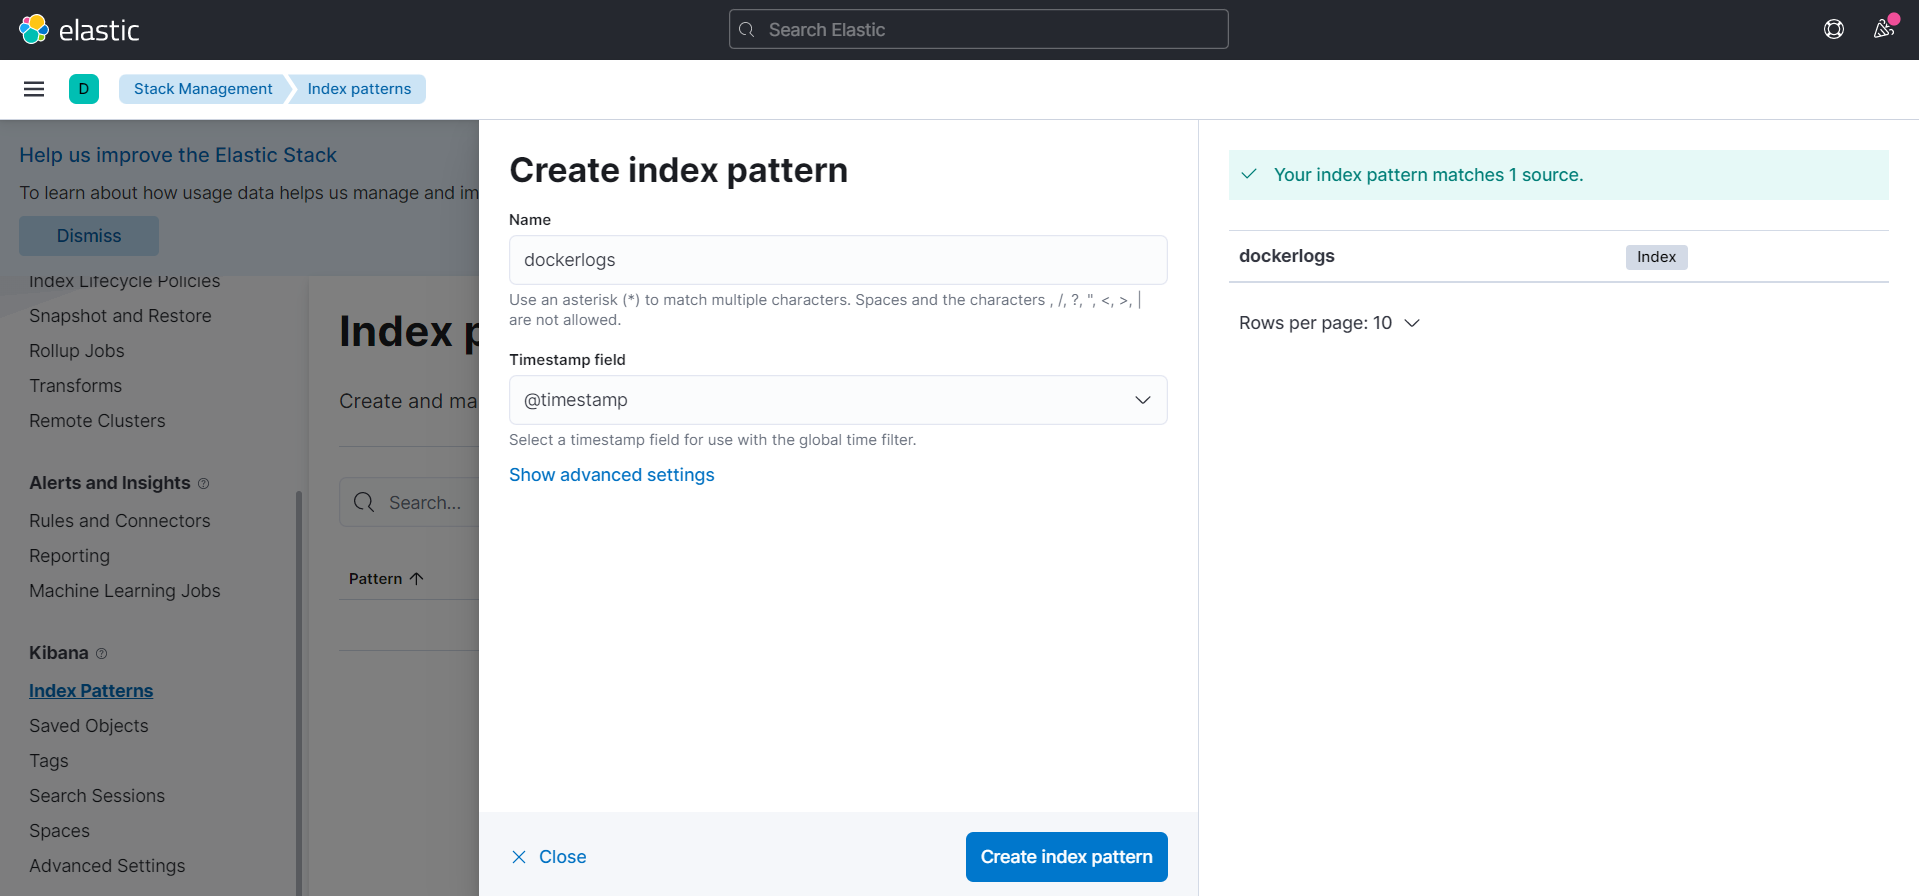 elastic
Search Elastic
D
Stack Management
Index patterns
Help us improve the Elastic Stack
To learn about how usage data helps us manage and im
Dismiss
Index Lifecycle Policies
Snapshot and Restore
Rollup Jobs
Transforms
Remote Clusters
Alerts and Insights
Rules and Connectors
Reporting
Machine Learning Jobs
Kibana
Index Patterns
Saved Objects
Tags
Search Sessions
Spaces
Advanced Settings
Index p
Create and ma
Search...
Pattern ↑
Create index pattern
Name
dockerlogs
Use an asterisk (*) to match multiple characters. Spaces and the characters , /, ?, ", <, >, |
are not allowed.
Timestamp field
@timestamp
Select a timestamp field for use with the global time filter.
Show advanced settings
Close
Create index pattern
Your index pattern matches 1 source.
dockerlogs Index
Rows per page: 10